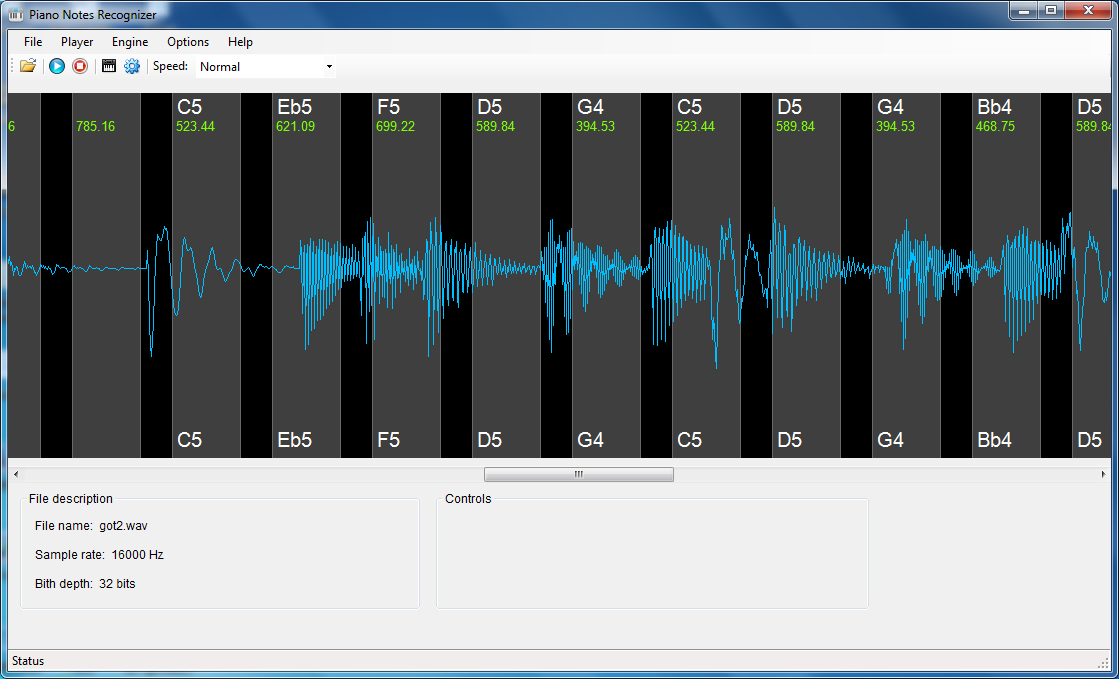 Piano Notes Recognizer
File Player Engine Options Help
Speed: Normal
C5 Eb5 F5 D5 G4 C5 D5 G4 Bb4 D5
6 785.16 523.44 621.09 699.22 589.84 394.53 523.44 589.84 394.53 468.75 589.84
C5 Eb5 F5 D5 G4 C5 D5 G4 Bb4 D5
File description Controls
File name: got2.wav
Sample rate: 16000 Hz
Bith depth: 32 bits
Status